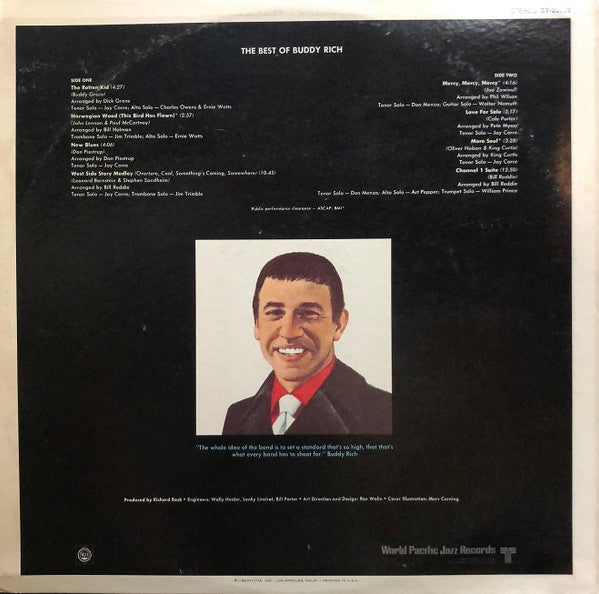 THE BEST OF BUDDY RICH
SIDE ONE
The Rotten Kid (4:27)
(Buddy Greco)
Arranged by Dick Grove
Tenor Solo — Jay Corre; Alto Solo — Charles Owens & Ernie Watts
Norwegian Wood (This Bird Has Flown)* (2:57)
(John Lennon & Paul McCartney)
Arranged by Bill Holman
Trombone Solo — Jim Trimble; Alto Solo — Ernie Watts
New Blues (4:06)
(Don Piestrup)
Arranged by Don Piestrup
Tenor Solo — Jay Corre
West Side Story Medley (Overture, Cool, Something's Coming, Somewhere) (10:45)
(Leonard Bernstein & Stephen Sondheim)
Arranged by Bill Reddie
Tenor Solo — Jay Corre; Trombone Solo — Jim Trimble
SIDE TWO
Mercy, Mercy, Mercy* (4:16)
(Joe Zawinul)
Arranged by Phil Wilson
Tenor Solo — Don Menza; Guitar Solo — Walter Namuth
Love For Sale (3:17)
(Cole Porter)
Arranged by Pete Myers
Tenor Solo — Jay Corre
More Soul* (3:28)
(Oliver Nelson & King Curtis)
Arranged by King Curtis
Tenor Solo — Jay Corre
Channel 1 Suite (12:50)
(Bill Reddie)
Arranged by Bill Reddie
Tenor Solo — Don Menza; Alto Solo — Art Pepper; Trumpet Solo — William Prince
Public performance clearance — ASCAP, BMI*
"The whole idea of the band is to set a standard that's so high, that that's
what every band has to shoot for." Buddy Rich
Produced by Richard Bock • Engineers: Wally Heider, Lanky Linstrot, Bill Porter • Art Direction and Design: Ron Wolin • Cover Illustration: Marv Corning
World Pacific Jazz Records
LIBERTY/UA, INC., LOS ANGELES, CALIF. • PRINTED IN U.S.A.